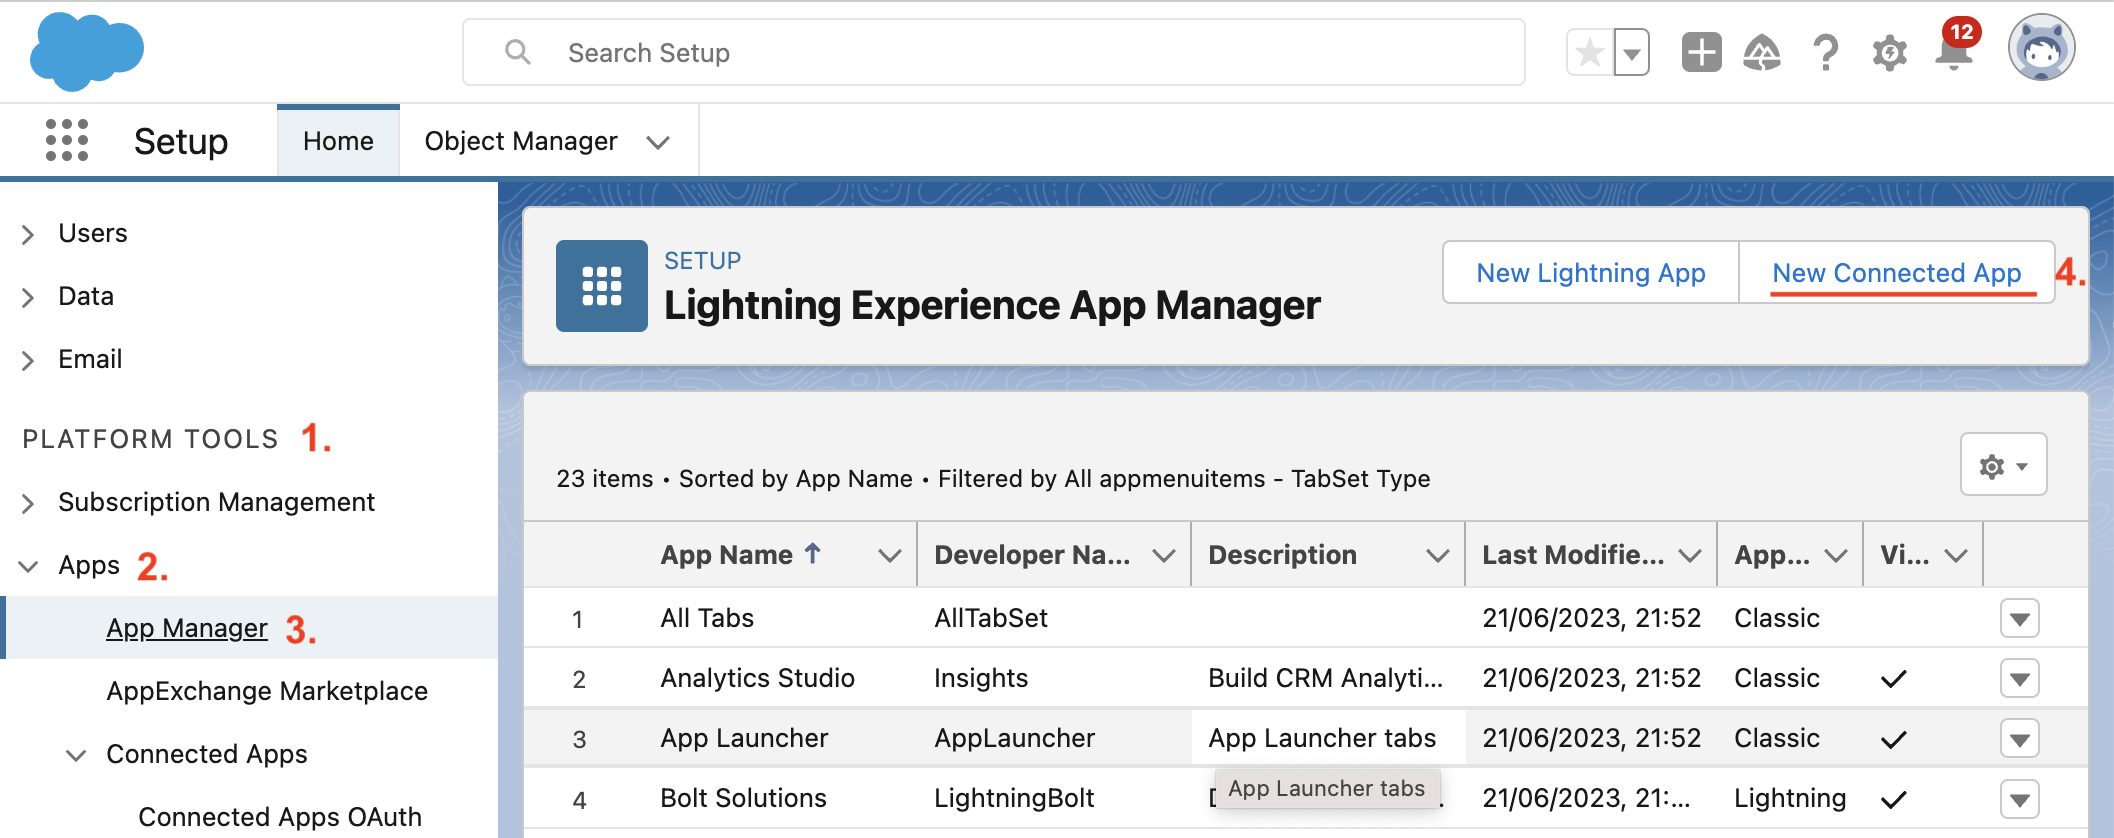 Search Setup
12
Setup Home Object Manager
Users
Data
Email
PLATFORM TOOLS 1.
Subscription Management
Apps 2.
App Manager 3.
AppExchange Marketplace
Connected Apps
Connected Apps OAuth
SETUP
Lightning Experience App Manager
New Lightning App New Connected App 4.
23 items • Sorted by App Name • Filtered by All appmenuitems - TabSet Type
App Name ↑ Developer Na... Description Last Modifie... App... Vi...
1 All Tabs AllTabSet 21/06/2023, 21:52 Classic
2 Analytics Studio Insights Build CRM Analyti... 21/06/2023, 21:52 Classic
3 App Launcher AppLauncher App Launcher tabs 21/06/2023, 21:52 Classic
App Launcher tabs
4 Bolt Solutions LightningBolt 21/06/2023, 21:... Lightning